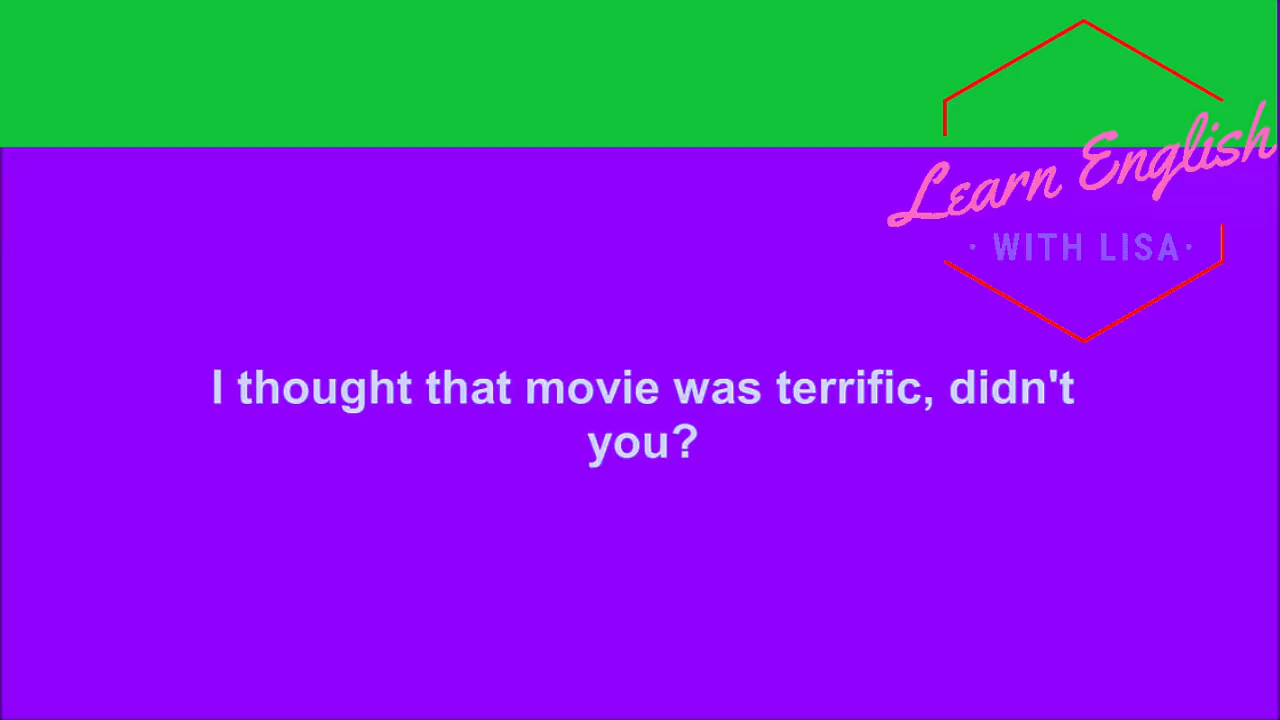 Learn English
· WITH LISA·
I thought that movie was terrific, didn't
you?